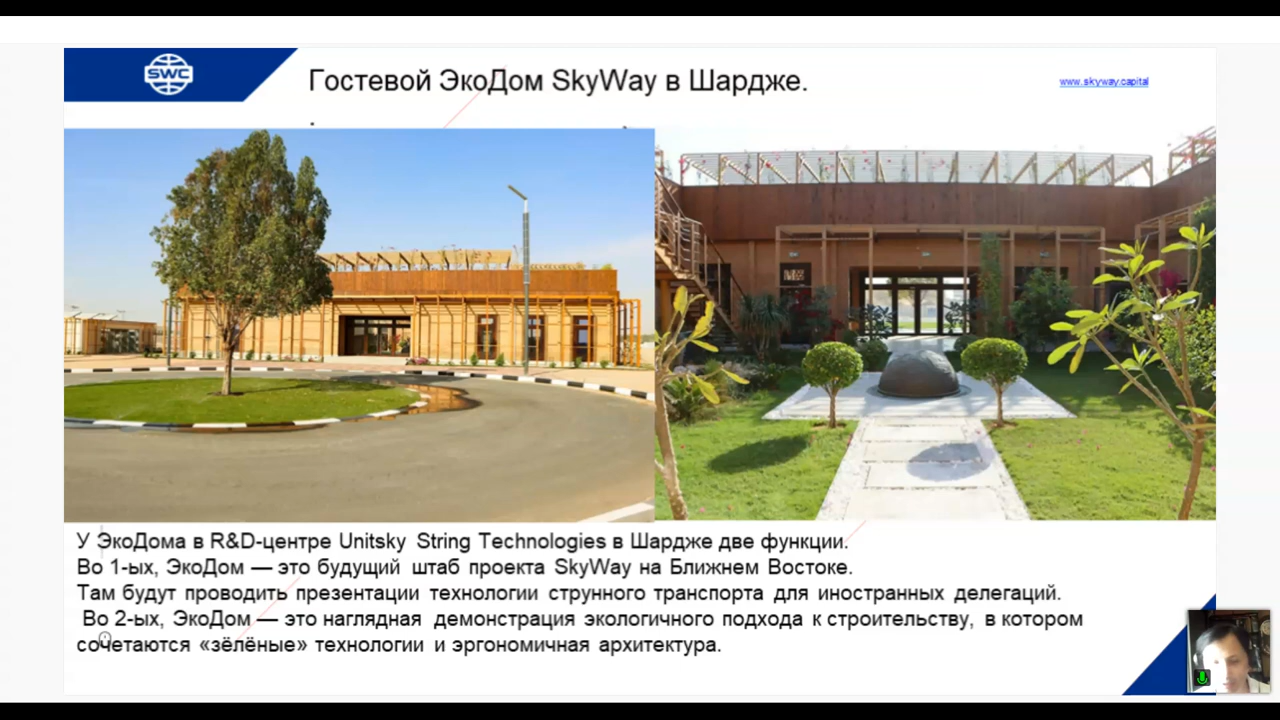 SWC
Гостевой ЭкоДом SkyWay в Шардже.
www.skyway.capital
У ЭкоДома в R&D-центре Unitsky String Technologies в Шардже две функции.
Во 1-ых, ЭкоДом — это будущий штаб проекта SkyWay на Ближнем Востоке.
Там будут проводить презентации технологии струнного транспорта для иностранных делегаций.
Во 2-ых, ЭкоДом — это наглядная демонстрация экологичного подхода к строительству, в котором
сочетаются «зелёные» технологии и эргономичная архитектура.